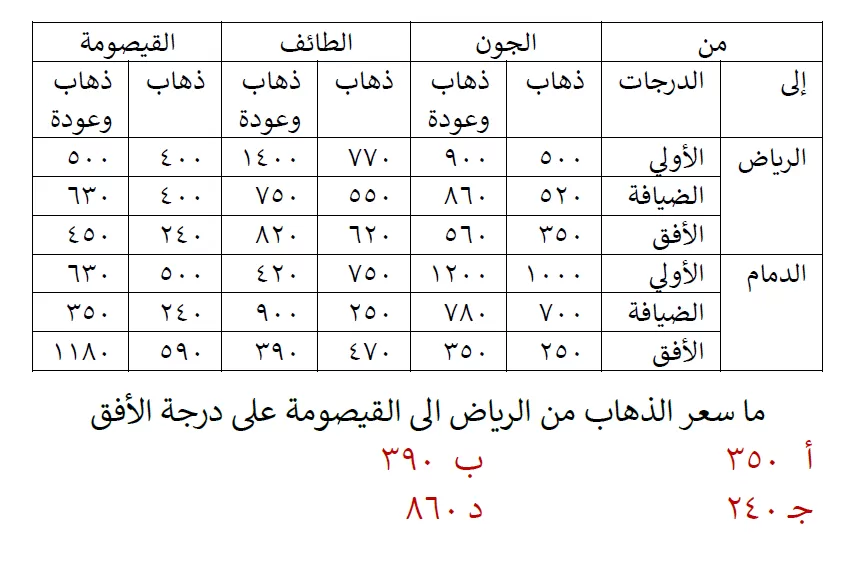 من الجون الطائف القيصومة
إلى الدرجات ذهاب ذهاب وعودة ذهاب ذهاب وعودة ذهاب ذهاب وعودة
الرياض الأولي ٥٠٠ ٩٠٠ ٧٧٠ ١٤٠٠ ٤٠٠ ٥٠٠
الضيافة ٥٢٠ ٨٦٠ ٥٥٠ ٧٥٠ ٤٠٠ ٦٣٠
الأفق ٣٥٠ ٥٦٠ ٦٢٠ ٨٢٠ ٢٤٠ ٤٥٠
الدمام الأولي ١٠٠٠ ١٢٠٠ ٧٥٠ ٤٢٠ ٥٠٠ ٦٣٠
الضيافة ٧٠٠ ٧٨٠ ٢٥٠ ٩٠٠ ٢٤٠ ٣٥٠
الأفق ٢٥٠ ٣٥٠ ٤٧٠ ٣٩٠ ٥٩٠ ١١٨٠
ما سعر الذهاب من الرياض الى القيصومة على درجة الأفق
أ ٣٥٠ ب ٣٩٠
جـ ٢٤٠ د ٨٦٠